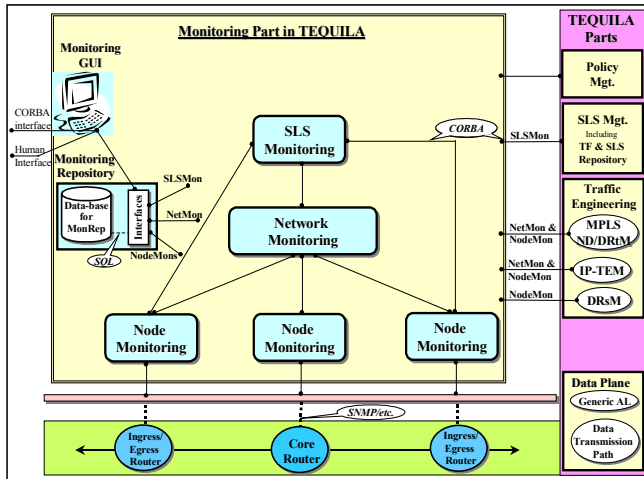 Monitoring Part in TEQUILA
TEQUILA
Parts
Monitoring
GUI
CORBA
interface
Human
Interface
Monitoring
Repository
Data-base
for
MonRep
Interfaces
SQL
SLSMon
NetMon
NodeMons
SLS
Monitoring
CORBA
Network
Monitoring
Node
Monitoring
Node
Monitoring
Node
Monitoring
SLSMon
NetMon &
NodeMon
NetMon &
NodeMon
NodeMon
Policy
Mgt.
SLS Mgt.
Including
TF & SLS
Repository
Traffic
Engineering
MPLS
ND/DRtM
IP-TEM
DRsM
Data Plane
Generic AL
Data
Transmission
Path
SNMP/etc.
Ingress/
Egress
Router
Core
Router
Ingress/
Egress
Router